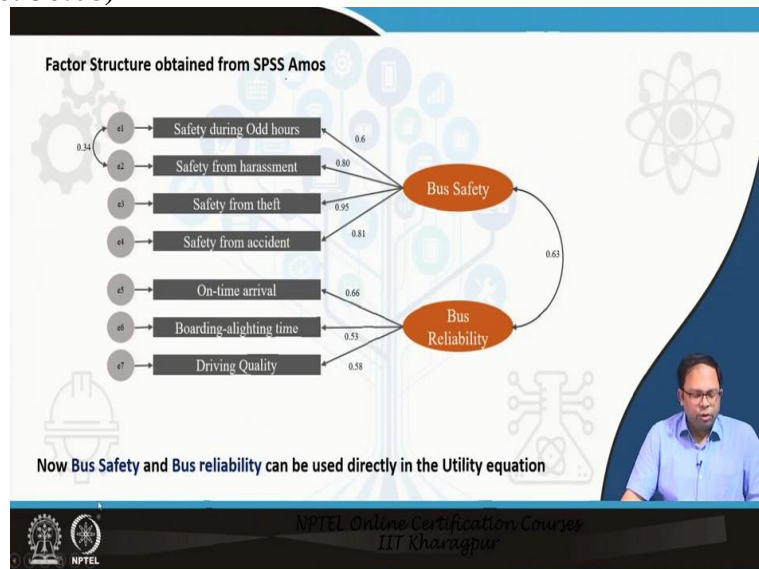 Factor Structure obtained from SPSS Amos
e1
Safety during Odd hours
0.6
0.34
e2
Safety from harassment
0.80
Bus Safety
e3
Safety from theft
0.95
e4
Safety from accident
0.81
0.63
e5
On-time arrival
0.66
e6
Boarding-alighting time
0.53
Bus
Reliability
e7
Driving Quality
0.58
Now Bus Safety and Bus reliability can be used directly in the Utility equation
NPTEL Online Certification Courses
IIT Kharagpur
NPTEL